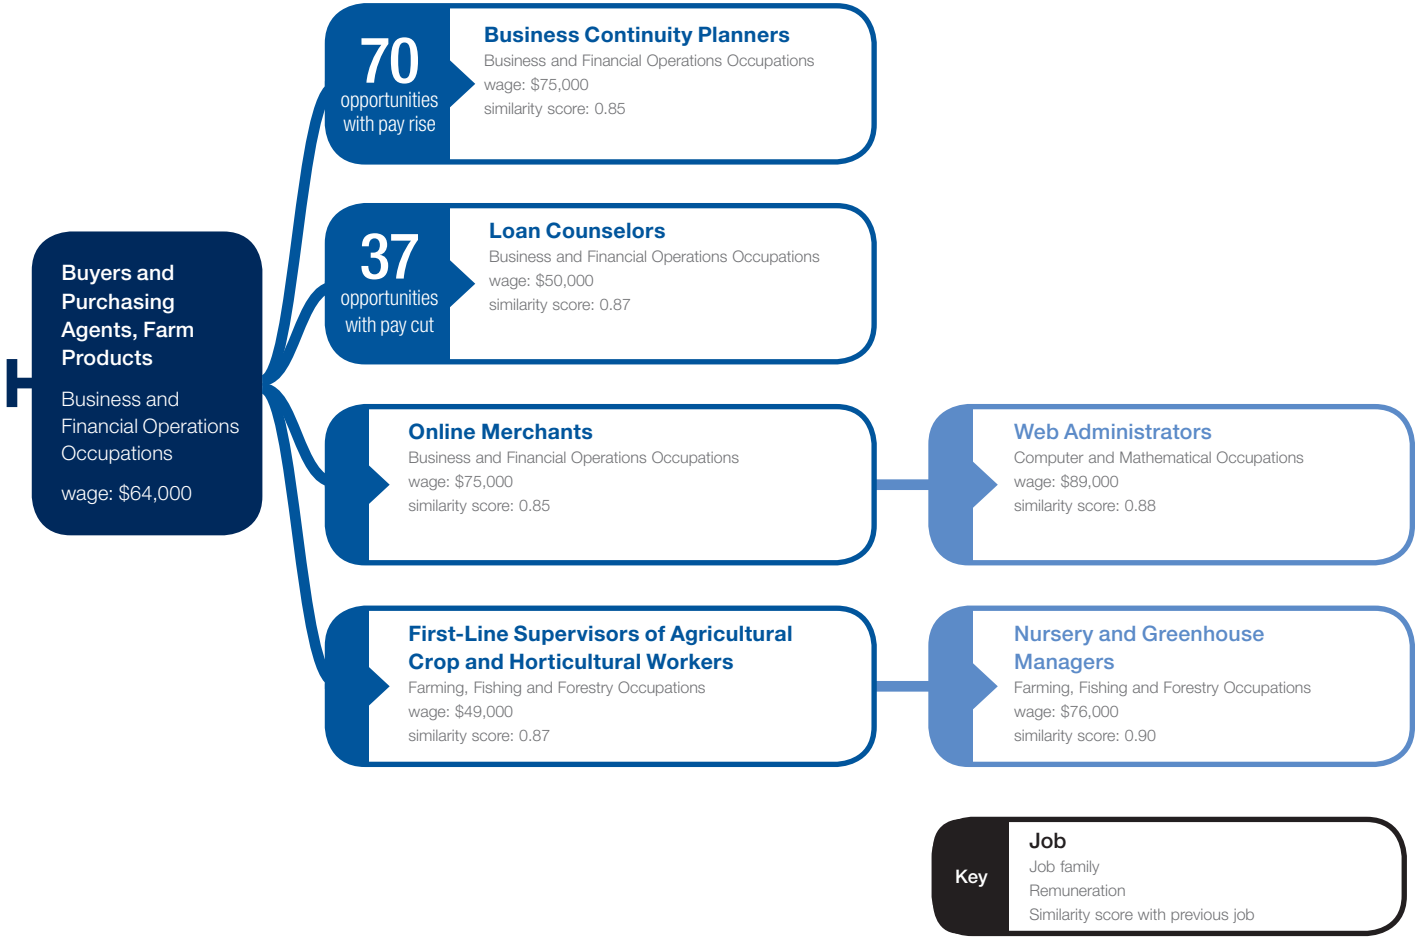 70
opportunities
with pay rise
Business Continuity Planners
Business and Financial Operations Occupations
wage: $75,000
similarity score: 0.85
37
opportunities
with pay cut
Loan Counselors
Business and Financial Operations Occupations
wage: $50,000
similarity score: 0.87
Buyers and
Purchasing
Agents, Farm
Products
Business and
Financial Operations
Occupations
wage: $64,000
Online Merchants
Business and Financial Operations Occupations
wage: $75,000
similarity score: 0.85
Web Administrators
Computer and Mathematical Occupations
wage: $89,000
similarity score: 0.88
First-Line Supervisors of Agricultural
Crop and Horticultural Workers
Farming, Fishing and Forestry Occupations
wage: $49,000
similarity score: 0.87
Nursery and Greenhouse
Managers
Farming, Fishing and Forestry Occupations
wage: $76,000
similarity score: 0.90
Key
Job
Job family
Remuneration
Similarity score with previous job